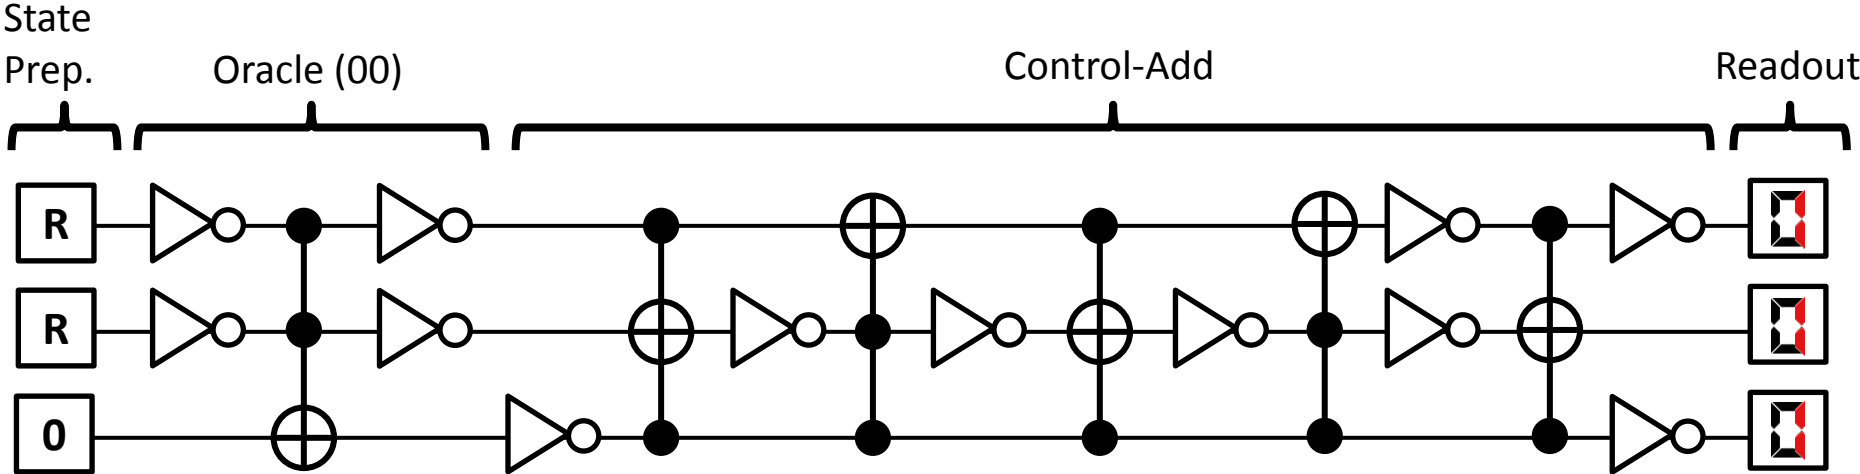 State
Prep.
Oracle (00)
Control-Add
Readout
R
R
0